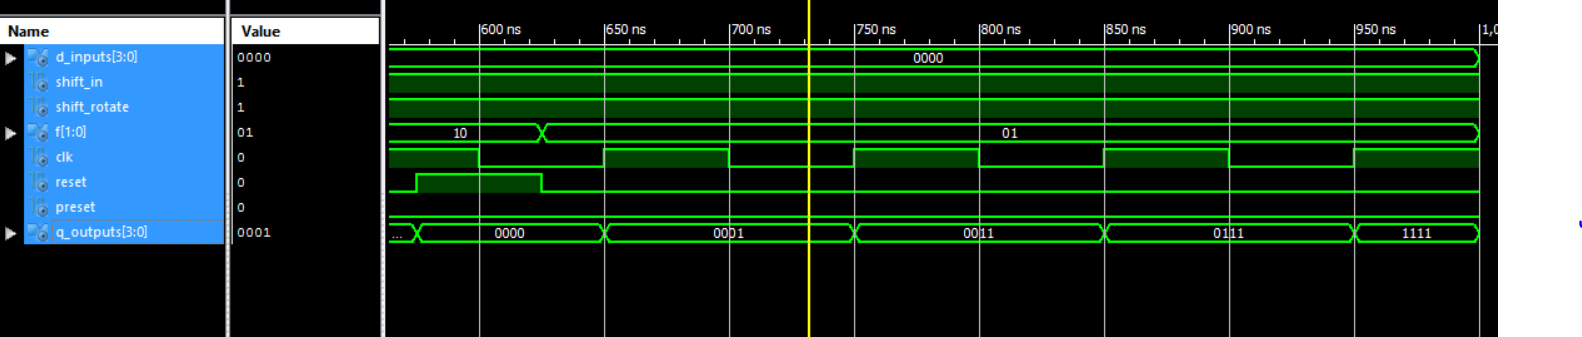 Name Value 600 ns 650 ns 700 ns 750 ns 800 ns 850 ns 900 ns 950 ns 1,0
d_inputs[3:0] 0000 0000
shift_in 1
shift_rotate 1
f[1:0] 01 10 01
clk 0
reset 0
preset 0
q_outputs[3:0] 0001 ... 0000 0001 0011 0111 1111